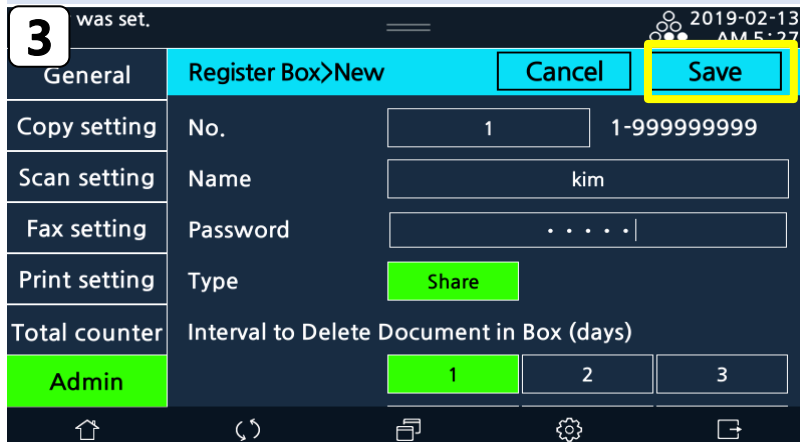 3
was set.
2019-02-13
AM 5:27
General
Register Box>New
Cancel
Save
Copy setting
No.
1
1-999999999
Scan setting
Name
kim
Fax setting
Password
•••••
Print setting
Type
Share
Total counter
Interval to Delete Document in Box (days)
Admin
1
2
3